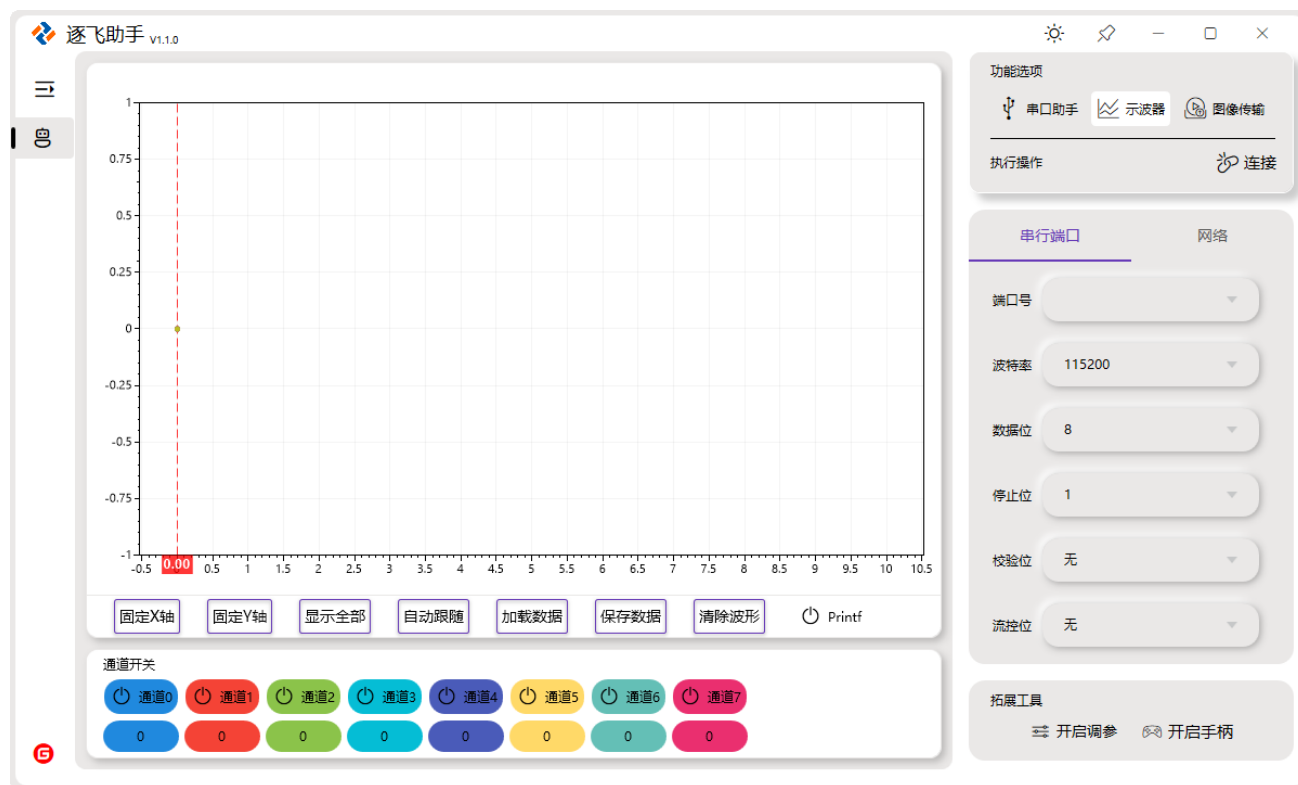 逐飞助手 V1.1.0
功能选项
串口助手 示波器 图像传输
执行操作 连接
1
0.75
0.5
0.25
0
-0.25
-0.5
-0.75
-1
-0.5 0.00 0.5 1 1.5 2 2.5 3 3.5 4 4.5 5 5.5 6 6.5 7 7.5 8 8.5 9 9.5 10 10.5
固定X轴 固定Y轴 显示全部 自动跟随 加载数据 保存数据 清除波形 Printf
通道开关
通道0 通道1 通道2 通道3 通道4 通道5 通道6 通道7
0 0 0 0 0 0 0 0
串行端口 网络
端口号
波特率 115200
数据位 8
停止位 1
校验位 无
流控位 无
拓展工具
开启调参 开启手柄
G